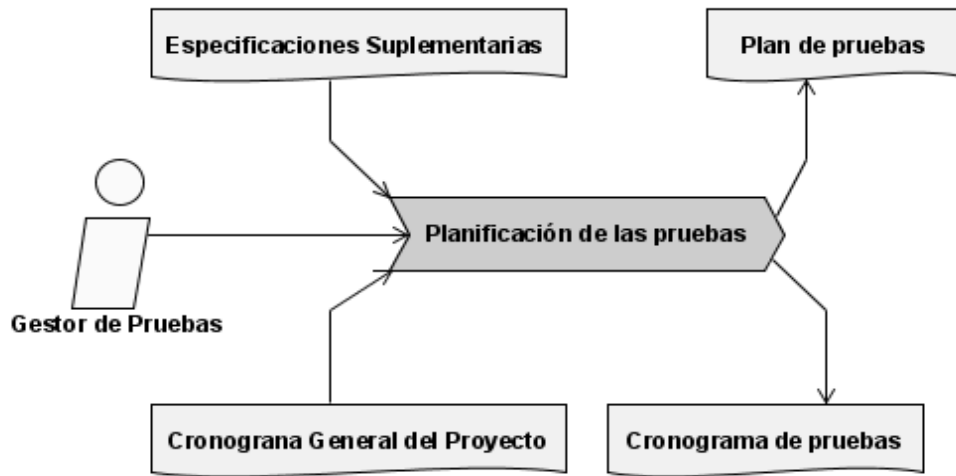 Especificaciones Suplementarias
Plan de pruebas
Planificación de las pruebas
Gestor de Pruebas
Cronograna General del Proyecto
Cronograma de pruebas